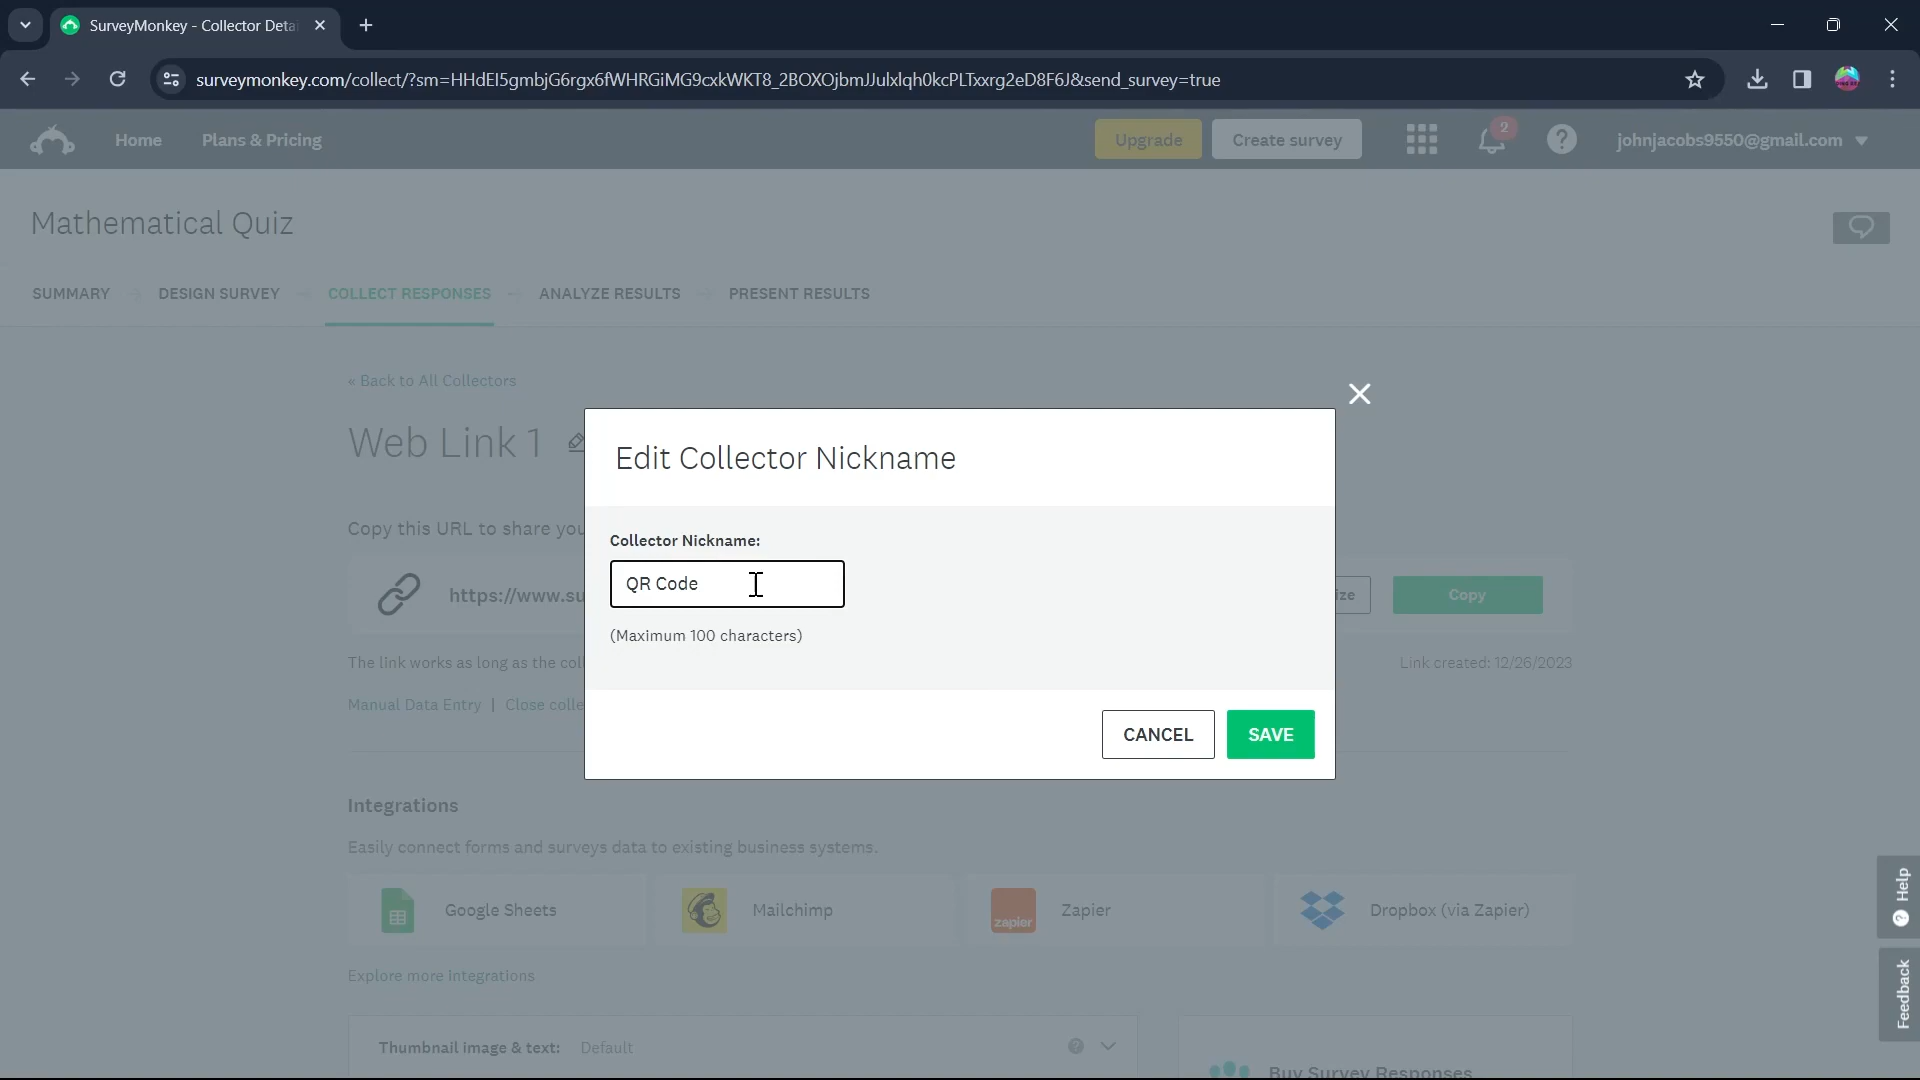 SurveyMonkey - Collector Deta
surveymonkey.com/collect/?sm=HHdEI5gmbjG6rgx6fWHRGiMG9cxkWKT8_2BOXOjbmJJulxlqh0kcPLTxxrg2eD8F6J&send_survey=true
Home
Plans & Pricing
Upgrade
Create survey
2
johnjacobs9550@gmail.com
Mathematical Quiz
SUMMARY
DESIGN SURVEY
COLLECT RESPONSES
ANALYZE RESULTS
PRESENT RESULTS
« Back to All Collectors
Web Link 1
Edit Collector Nickname
Copy this URL to share you
Collector Nickname:
QR Code
https://www.su
ize
Copy
(Maximum 100 characters)
The link works as long as the coll
Link created: 12/26/2023
Manual Data Entry | Close colle
CANCEL
SAVE
Integrations
Easily connect forms and surveys data to existing business systems.
Google Sheets
Mailchimp
zapier
Zapier
Dropbox (via Zapier)
Explore more integrations
Help
Feedback
Thumbnail image & text: Default
Buy Survey Responses